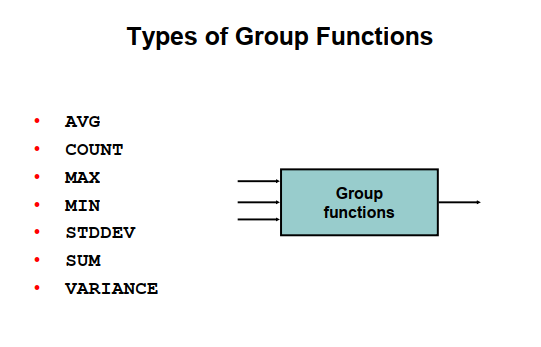 Types of Group Functions
• AVG
• COUNT
• MAX
• MIN
• STDDEV
• SUM
• VARIANCE
Group
functions